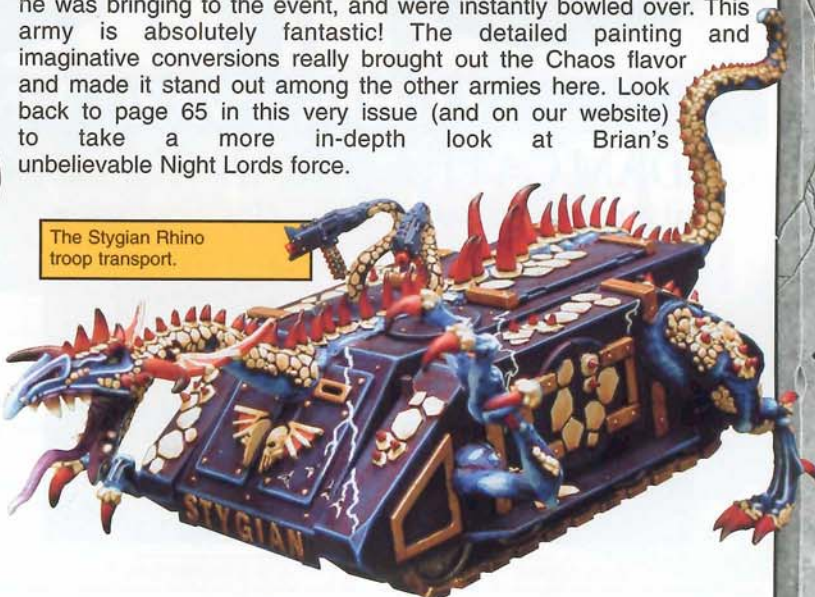 he was bringing to the event, and were instantly bowled over. This
army is absolutely fantastic! The detailed painting and
imaginative conversions really brought out the Chaos flavor
and made it stand out among the other armies here. Look
back to page 65 in this very issue (and on our website)
to take a more in-depth look at Brian's
unbelievable Night Lords force.
The Stygian Rhino
troop transport.
STYGIAN